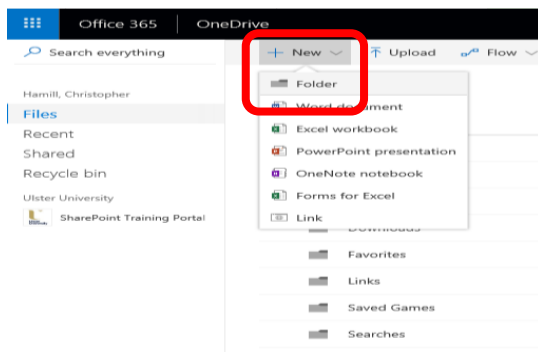 Office 365 OneDrive
Search everything
New Upload Flow
Hamill, Christopher
Files
Recent
Shared
Recycle bin
Ulster University
SharePoint Training Portal
Folder
Word document
Excel workbook
PowerPoint presentation
OneNote notebook
Forms for Excel
Link
Downloads
Favorites
Links
Saved Games
Searches